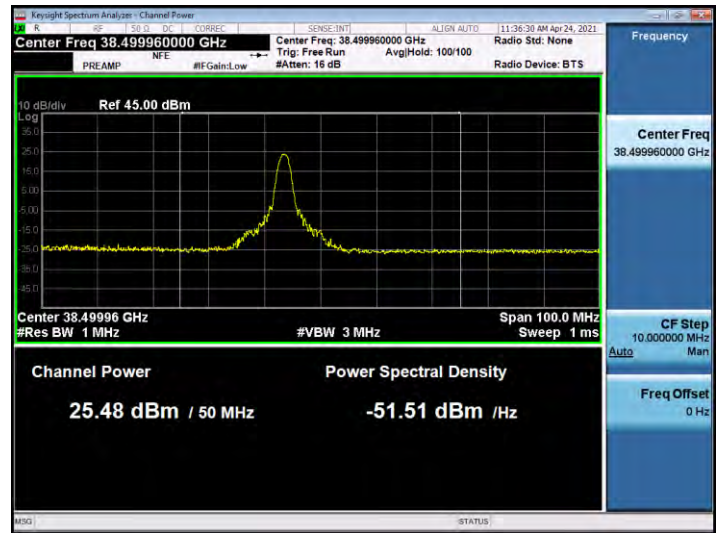 Keysight Spectrum Analyzer - Channel Power
R RF 50 Ω DC CORREC SENSE:INT ALIGN AUTO 11:36:30 AM Apr 24, 2021
Center Freq 38.499960000 GHz
Center Freq: 38.499960000 GHz Radio Std: None
NFE Trig: Free Run Avg|Hold: 100/100
PREAMP #IFGain:Low #Atten: 16 dB Radio Device: BTS
10 dB/div Ref 45.00 dBm
Log
35.0
25.0
15.0
5.00
-5.00
-15.0
-25.0
-35.0
-45.0
Center 38.49996 GHz Span 100.0 MHz
#Res BW 1 MHz #VBW 3 MHz Sweep 1 ms
Channel Power Power Spectral Density
25.48 dBm / 50 MHz -51.51 dBm /Hz
MSG STATUS
Frequency
Center Freq
38.499960000 GHz
CF Step
10.000000 MHz
Auto Man
Freq Offset
0 Hz